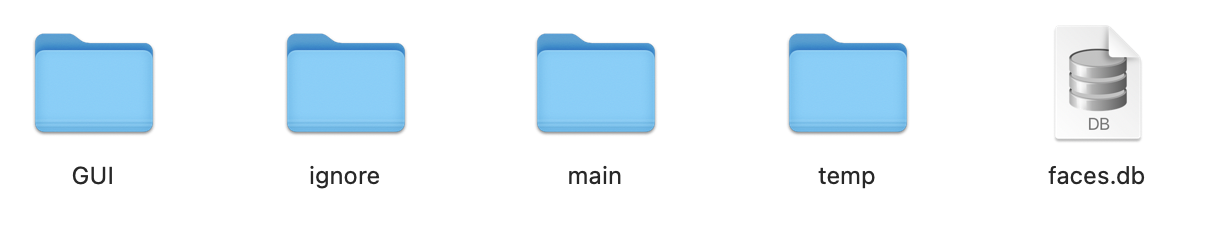 DB
GUI
ignore
main
temp
faces.db